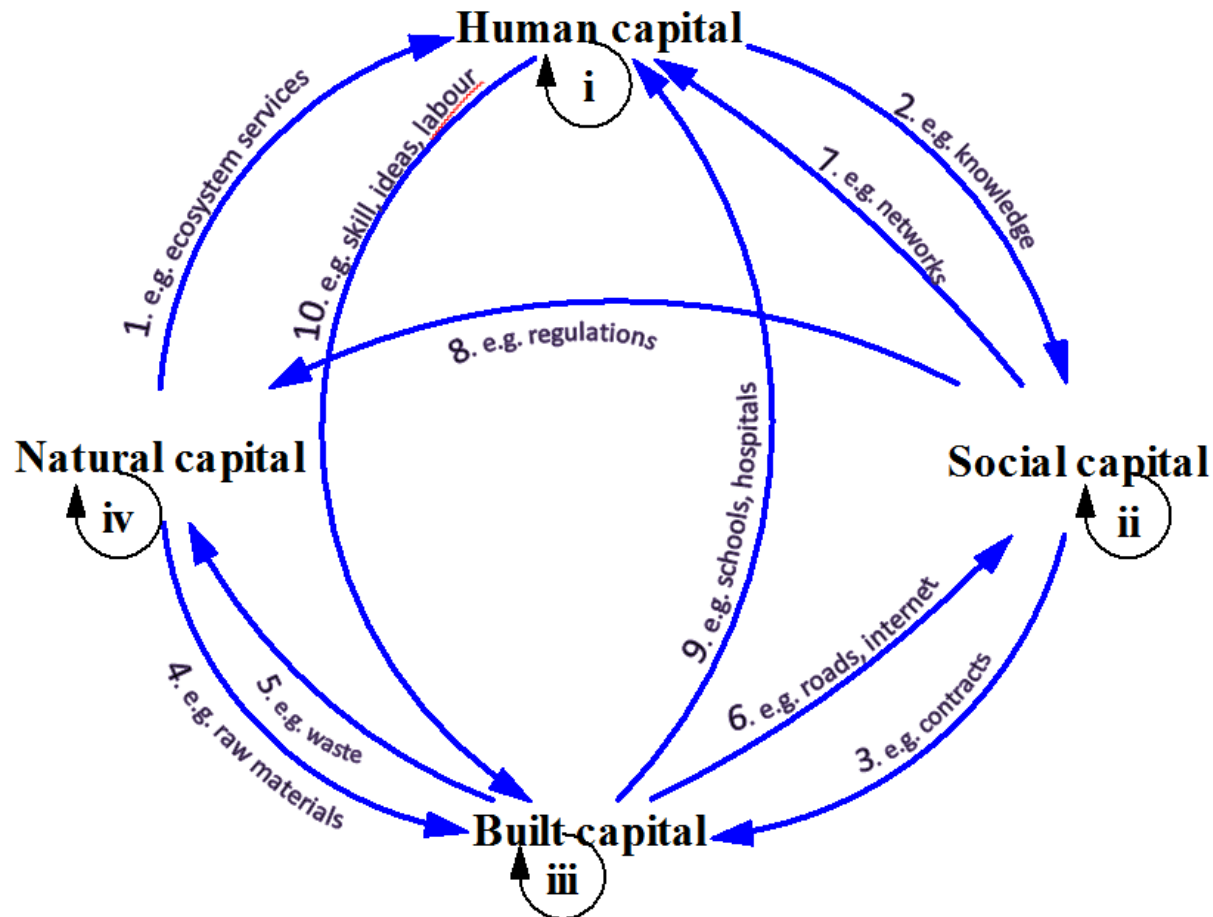 Human capital
i
1. e.g. ecosystem services
10. e.g. skill, ideas, labour
2. e.g. knowledge
7. e.g. networks
8. e.g. regulations
Natural capital
iv
Social capital
ii
9. e.g. schools, hospitals
6. e.g. roads, internet
3. e.g. contracts
5. e.g. waste
4. e.g. raw materials
Built capital
iii